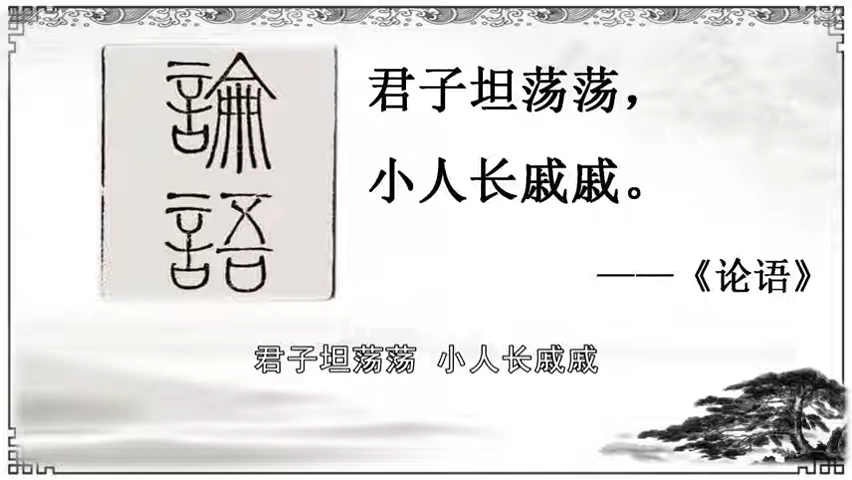 論
語
君子坦荡荡，
小人长戚戚。
——《论语》
君子坦荡荡 小人长戚戚